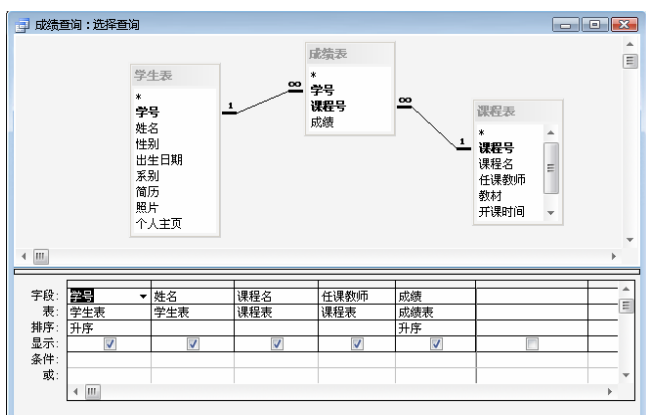 成绩查询 : 选择查询
学生表
*
学号
姓名
性别
出生日期
系别
简历
照片
个人主页
1
∞
成绩表
*
学号
课程号
成绩
∞
1
课程表
*
课程号
课程名
任课教师
教材
开课时间
字段: 学号 姓名 课程名 任课教师 成绩
表: 学生表 学生表 课程表 课程表 成绩表
排序: 升序 升序
显示:
条件:
或: